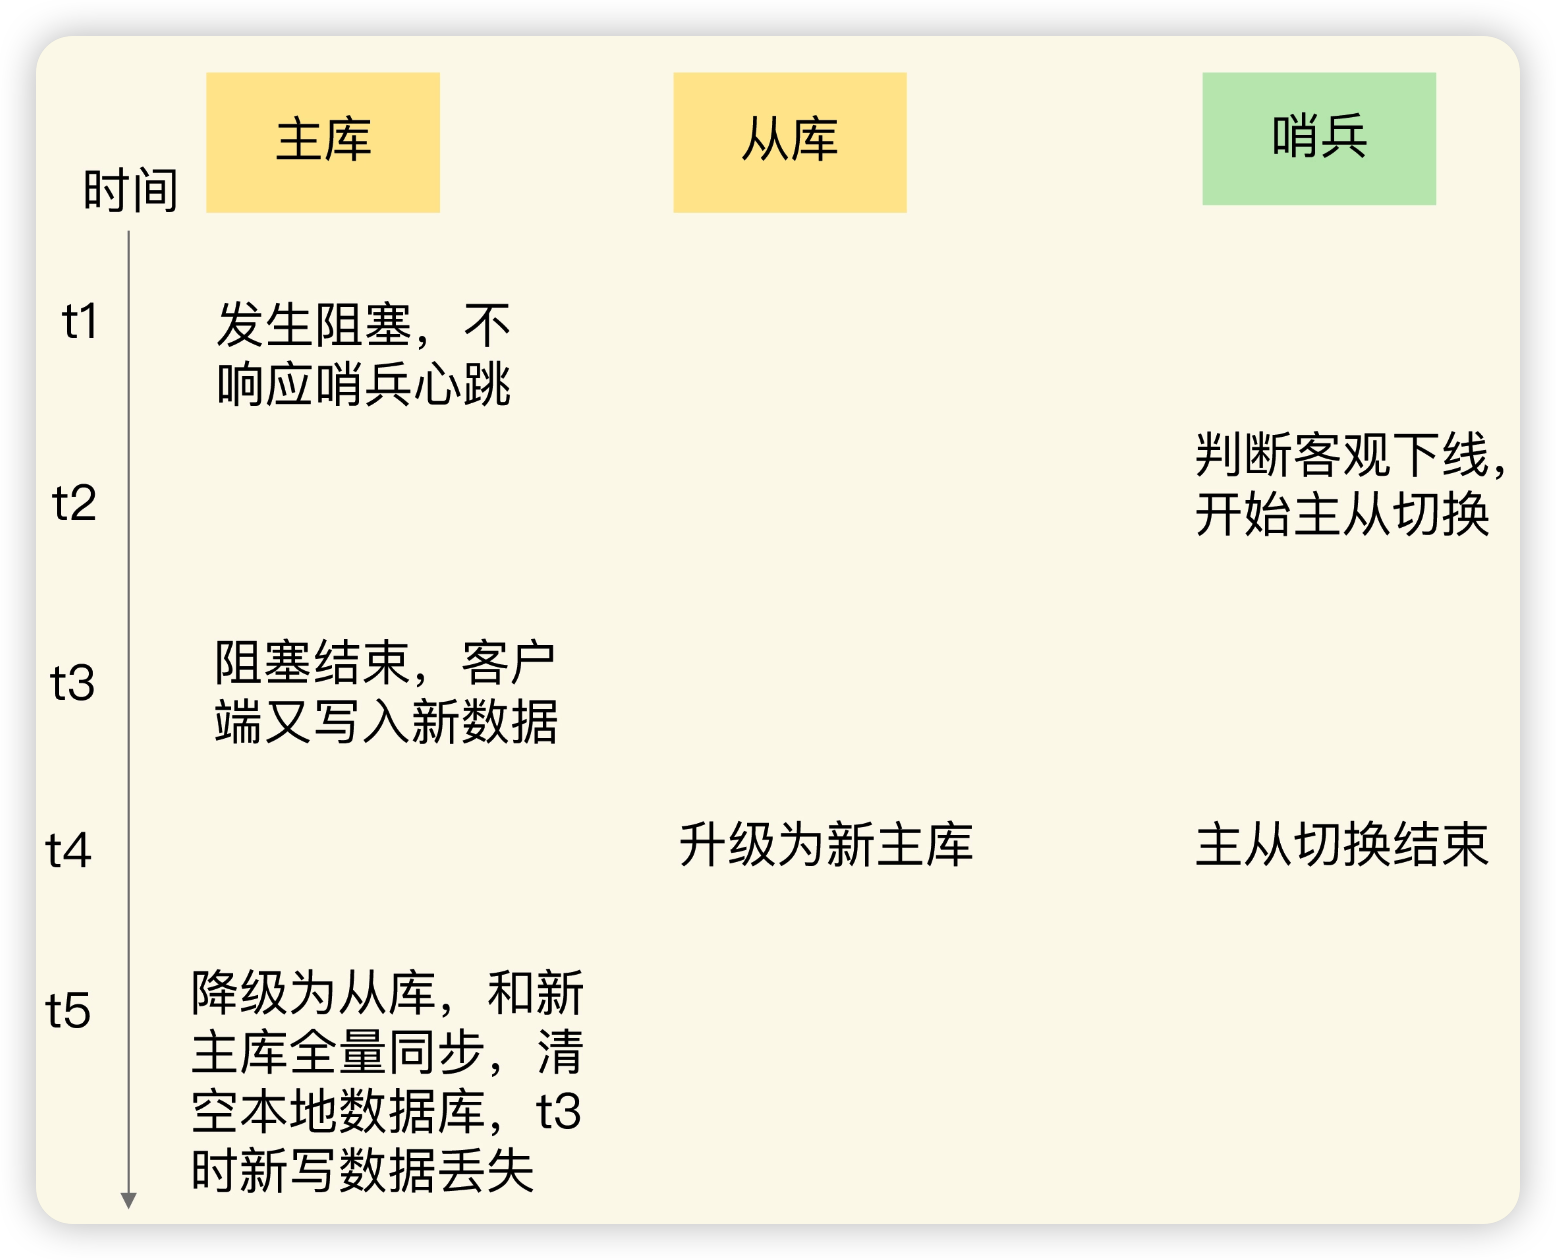 主库
从库
哨兵
时间
t1
发生阻塞，不
响应哨兵心跳
t2
判断客观下线，
开始主从切换
t3
阻塞结束，客户
端又写入新数据
t4
升级为新主库
主从切换结束
t5
降级为从库，和新
主库全量同步，清
空本地数据库，t3
时新写数据丢失